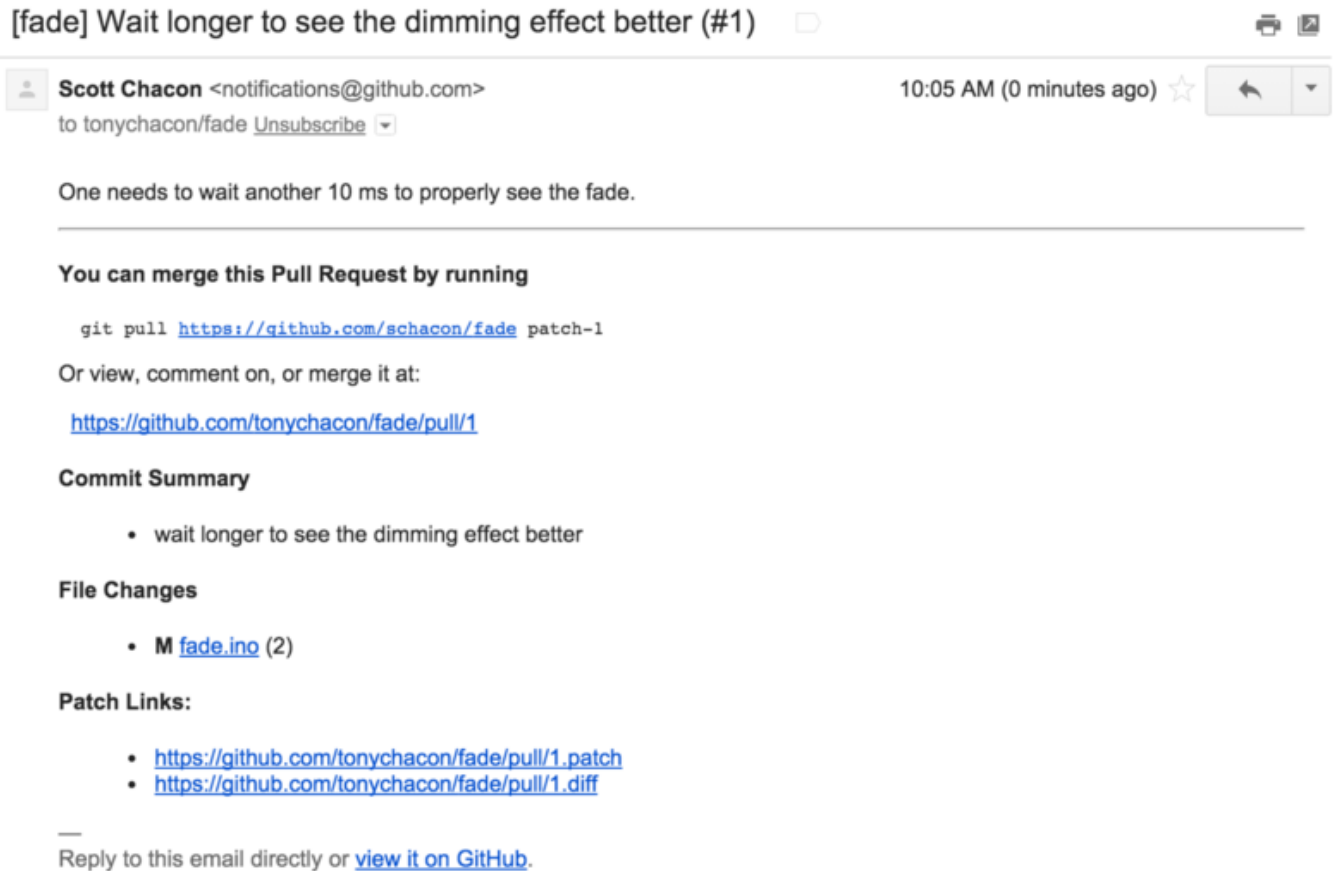 [fade] Wait longer to see the dimming effect better (#1)
Scott Chacon <notifications@github.com>
10:05 AM (0 minutes ago)
to tonychacon/fade Unsubscribe
One needs to wait another 10 ms to properly see the fade.
You can merge this Pull Request by running
git pull https://github.com/schacon/fade patch-1
Or view, comment on, or merge it at:
https://github.com/tonychacon/fade/pull/1
Commit Summary
• wait longer to see the dimming effect better
File Changes
• M fade.ino (2)
Patch Links:
• https://github.com/tonychacon/fade/pull/1.patch
• https://github.com/tonychacon/fade/pull/1.diff
—
Reply to this email directly or view it on GitHub.